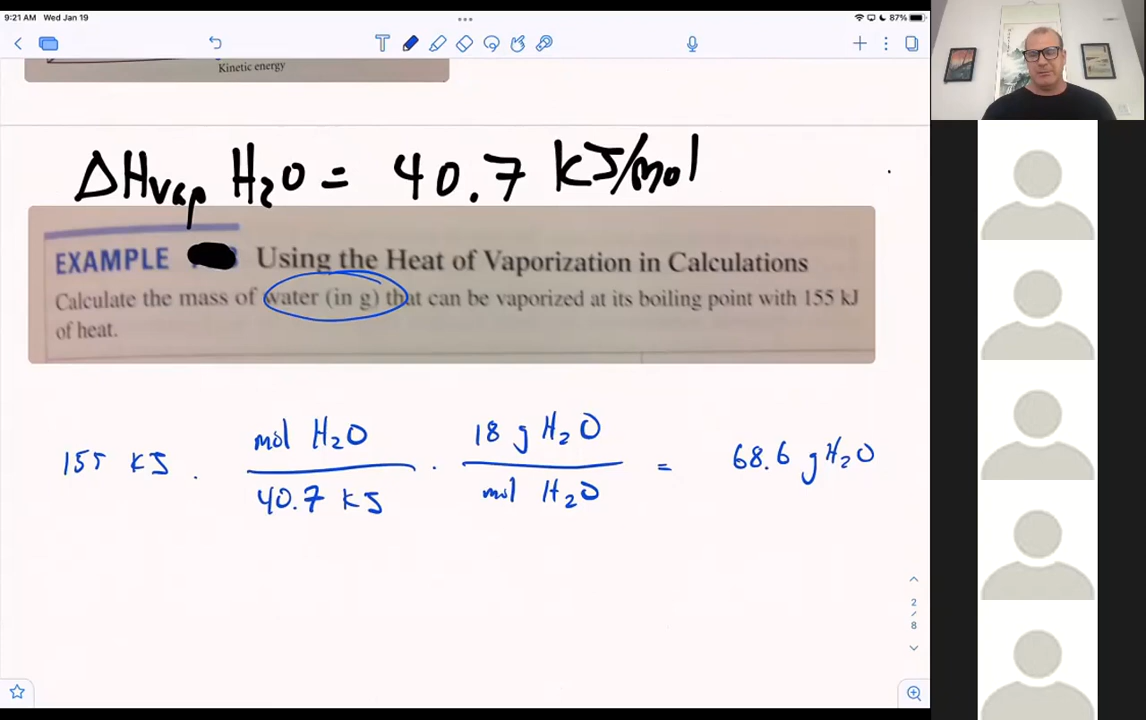 9:21 AM Wed Jan 19
87%
Kinetic energy
ΔHvap H₂O = 40.7 kJ/mol
EXAMPLE Using the Heat of Vaporization in Calculations
Calculate the mass of water (in g) that can be vaporized at its boiling point with 155 kJ
of heat.
155 kJ · mol H₂O / 40.7 kJ · 18 g H₂O / mol H₂O = 68.6 g H₂O
2
/
8